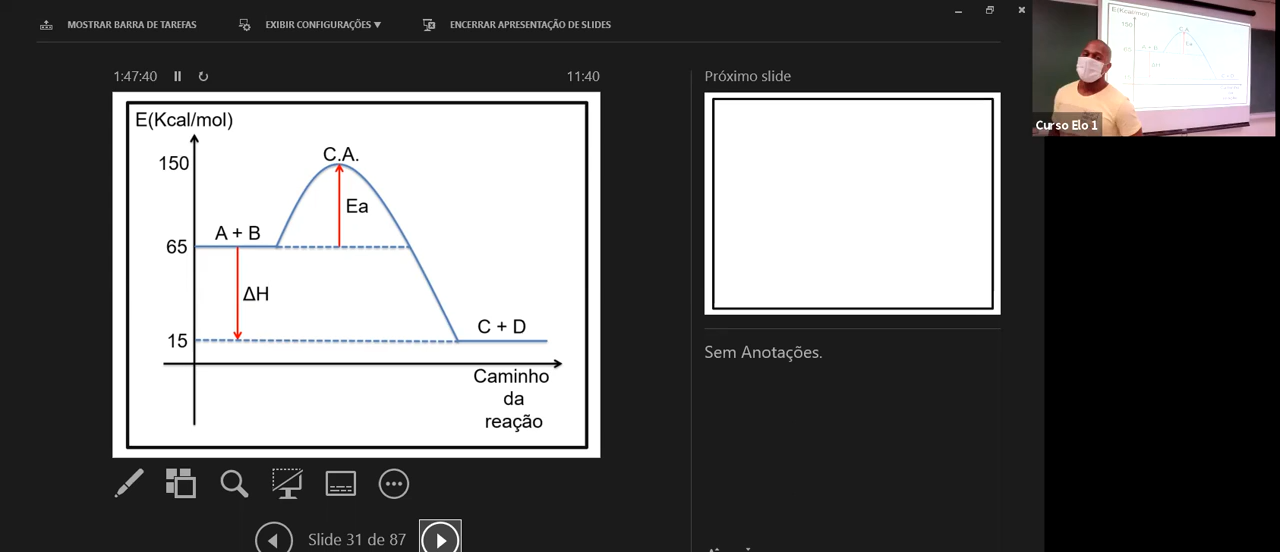 MOSTRAR BARRA DE TAREFAS
EXIBIR CONFIGURAÇÕES ▼
ENCERRAR APRESENTAÇÃO DE SLIDES
1:47:40
11:40
Próximo slide
E(Kcal/mol)
150
C.A.
Ea
A + B
65
ΔH
15
C + D
Caminho
da
reação
Sem Anotações.
Slide 31 de 87
Curso Elo 1